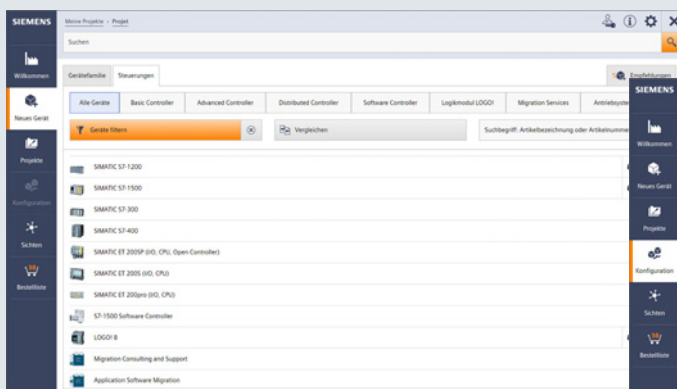 SIEMENS
Meine Projekte › Projet
Suchen
Willkommen
Gerätefamilie Steuerungen Empfehlungen
SIEMENS
Alle Geräte Basic Controller Advanced Controller Distributed Controller Software Controller Logikmodul LOGO! Migration Services Antriebsysteme
Neues Gerät
Geräte filtern Vergleichen Suchbegriff: Artikelbezeichnung oder Artikelnummer
Willkommen
Projekte
SIMATIC S7-1200
SIMATIC S7-1500
Neues Gerät
Konfiguration
SIMATIC S7-300
SIMATIC S7-400
Projekte
Sichten
SIMATIC ET 200SP (I/O, CPU, Open Controller)
SIMATIC ET 200S (I/O, CPU)
Konfiguration
Bestellliste
SIMATIC ET 200pro (I/O, CPU)
S7-1500 Software Controller
Sichten
LOGO! 8
Migration Consulting and Support
Bestellliste
Application Software Migration